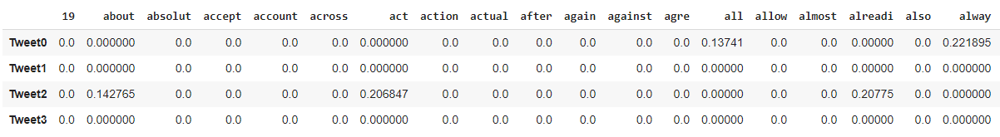 19 about absolut accept account across act action actual after again against agre all allow almost alreadi also alway
Tweet0 0.0 0.000000 0.0 0.0 0.0 0.0 0.000000 0.0 0.0 0.0 0.0 0.0 0.0 0.13741 0.0 0.0 0.00000 0.0 0.221895
Tweet1 0.0 0.000000 0.0 0.0 0.0 0.0 0.000000 0.0 0.0 0.0 0.0 0.0 0.0 0.00000 0.0 0.0 0.00000 0.0 0.000000
Tweet2 0.0 0.142765 0.0 0.0 0.0 0.0 0.206847 0.0 0.0 0.0 0.0 0.0 0.0 0.00000 0.0 0.0 0.20775 0.0 0.000000
Tweet3 0.0 0.000000 0.0 0.0 0.0 0.0 0.000000 0.0 0.0 0.0 0.0 0.0 0.0 0.00000 0.0 0.0 0.00000 0.0 0.000000